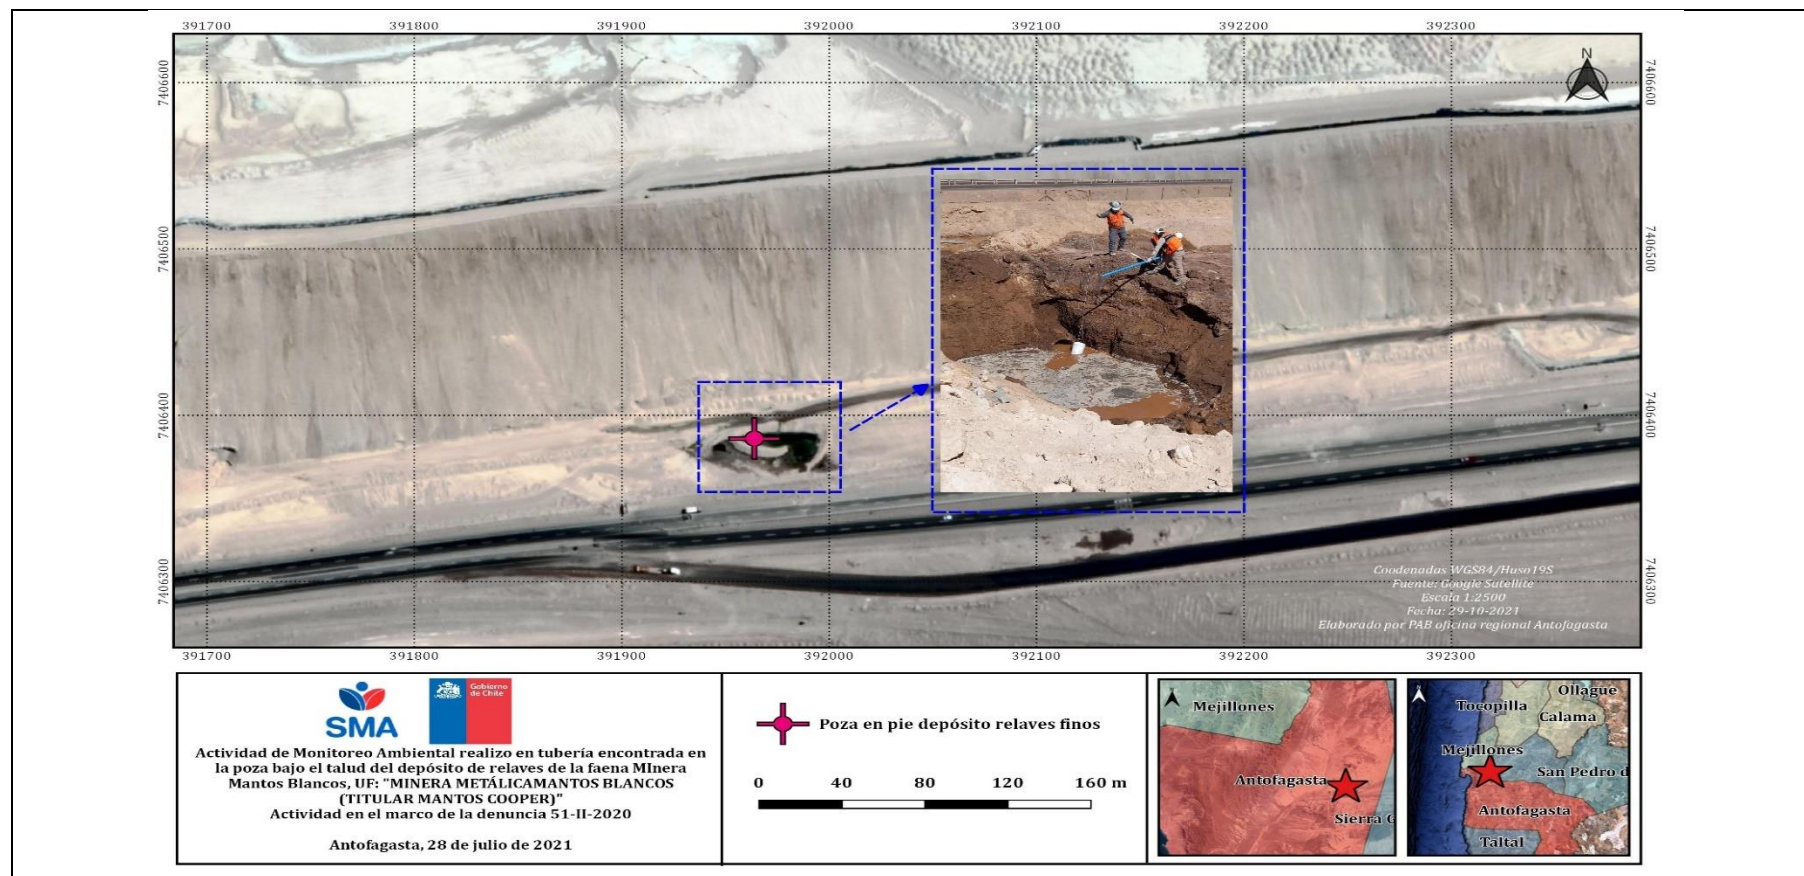 391700 391800 391900 392000 392100 392200 392300
7406600 7406600
N
7406500 7406500
7406400 7406400
7406300 7406300
Coodenadas WGS84/Huso19S
Fuente: Google Satellite
Escala 1:2500
Fecha: 29-10-2021
Elaborado por PAB oficina regional Antofagasta
391700 391800 391900 392000 392100 392200 392300
SMA
Gobierno
de Chile
Actividad de Monitoreo Ambiental realizo en tubería encontrada en
la poza bajo el talud del depósito de relaves de la faena MInera
Mantos Blancos, UF: "MINERA METÁLICAMANTOS BLANCOS
(TITULAR MANTOS COOPER)"
Actividad en el marco de la denuncia 51-II-2020
Antofagasta, 28 de julio de 2021
Poza en pie depósito relaves finos
0 40 80 120 160 m
Mejillones
Antofagasta
Sierra G
Ollague
Tocopilla
Calama
Mejillones
San Pedro d
Antofagasta
Taltal